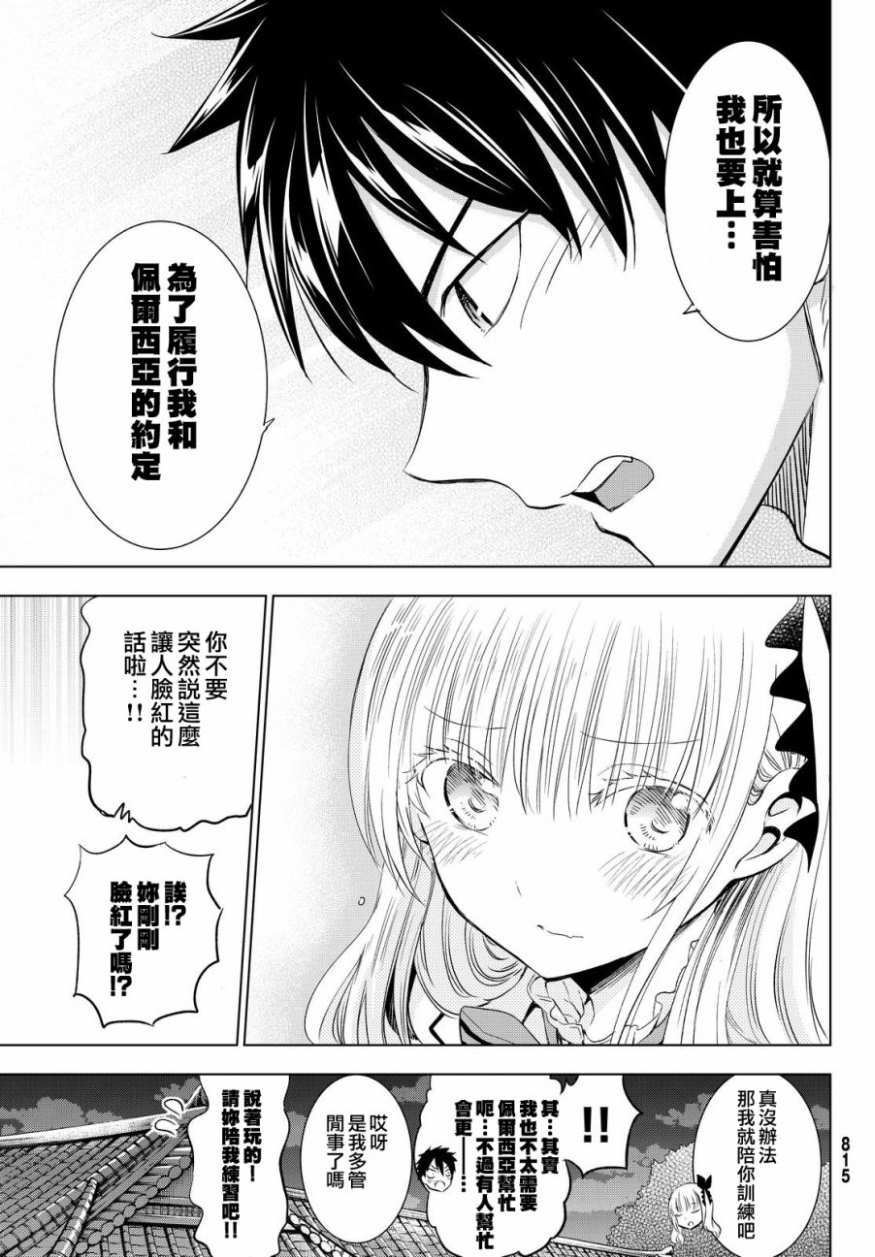 所以就算害怕
我也要上…
為了履行我和
佩爾西亞的約定
你不要
突然說這麼
讓人臉紅的
話啦…!!
誒!?
妳剛剛
臉紅了嗎!?
真沒辦法
那我就陪你訓練吧
!!
其…其實
我也不太需要
佩爾西亞幫忙
呃…不過有人幫忙
會更——…
哎呀
是我多管
閒事了嗎
說著玩的!
請妳陪我練習吧!!
815